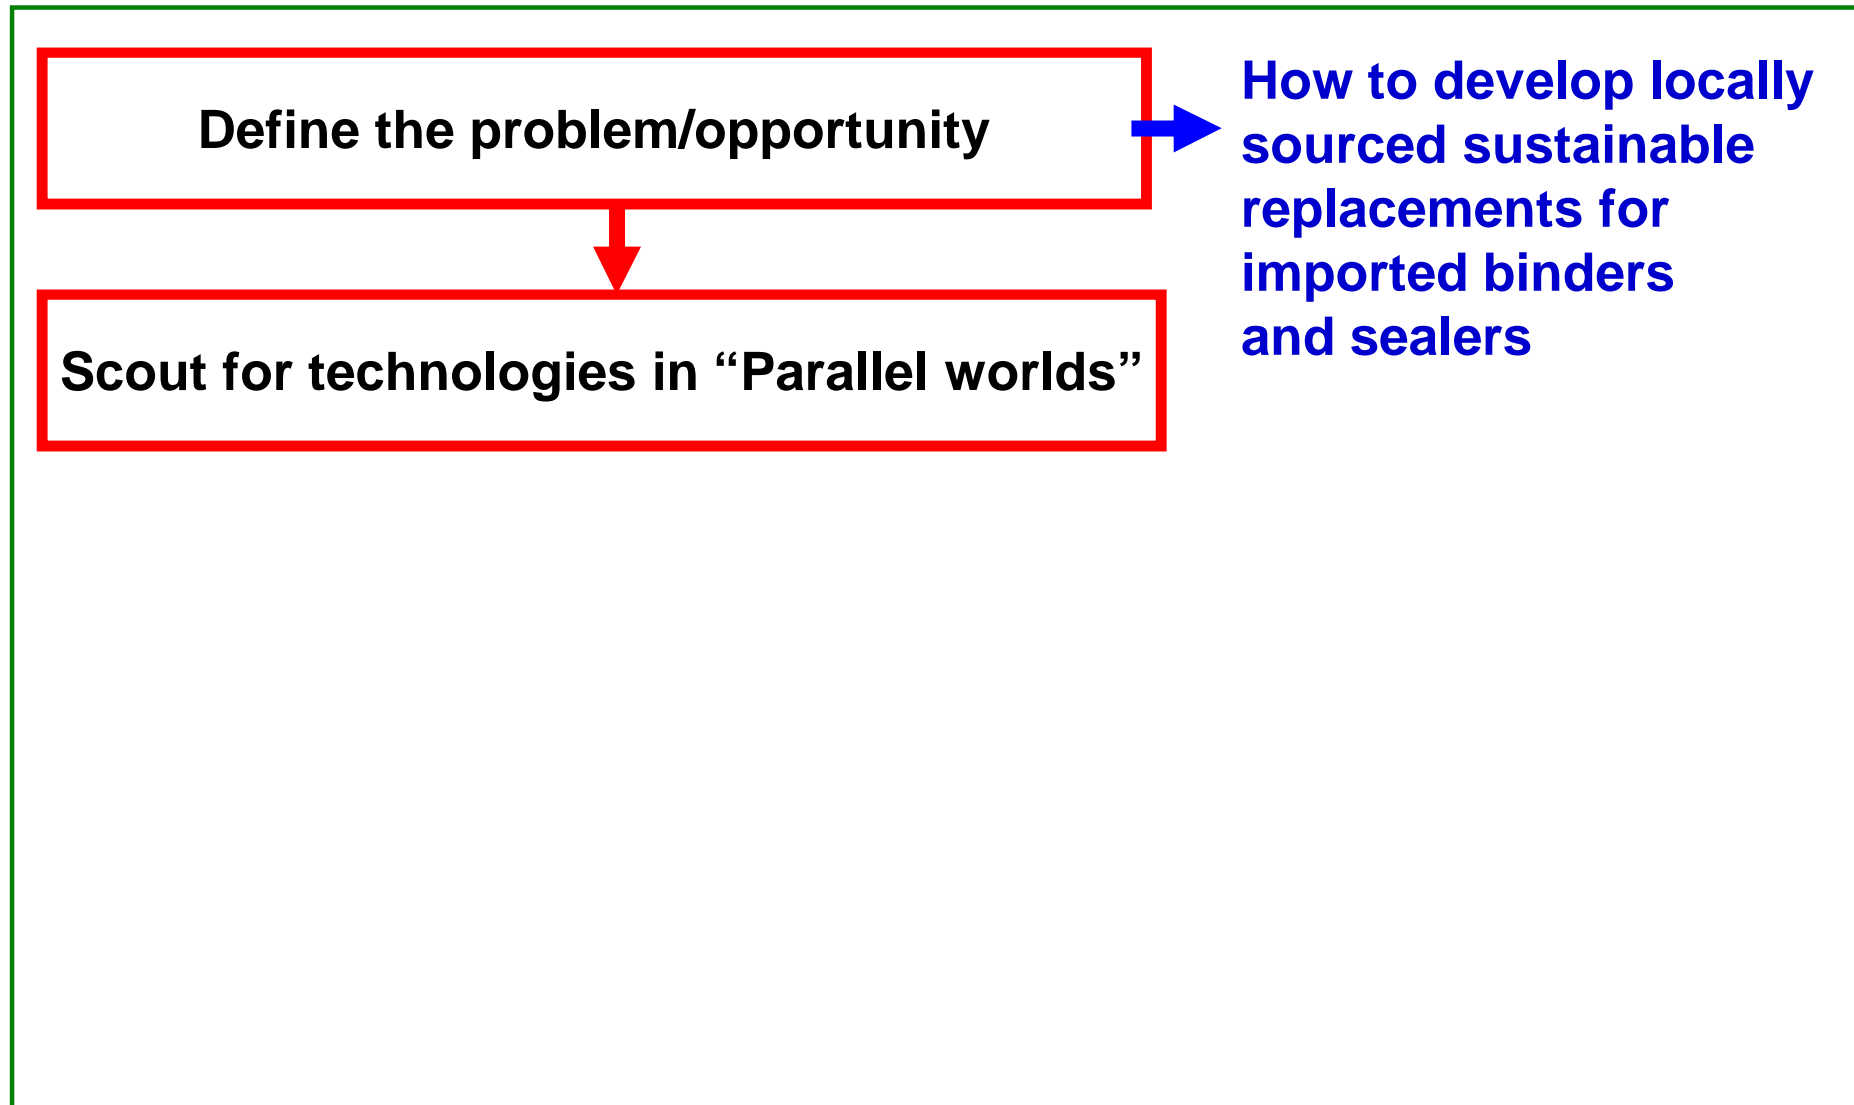 Define the problem/opportunity
How to develop locally
sourced sustainable
replacements for
imported binders
and sealers
Scout for technologies in “Parallel worlds”